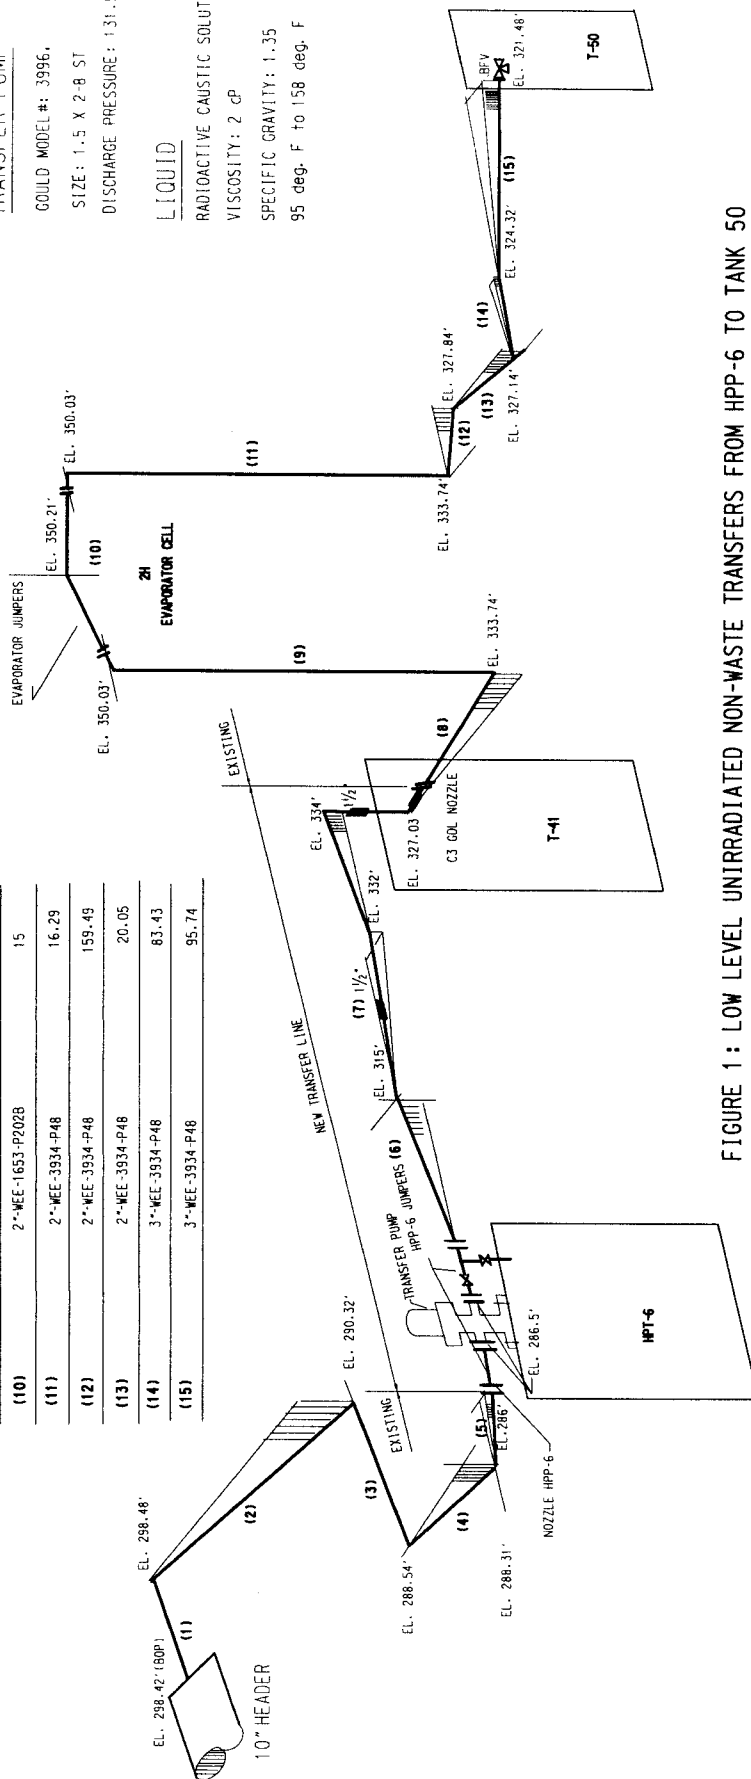 GOULD MODEL#: 3996,
SIZE: 1.5 X 2-8 ST
DISCHARGE PRESSURE: 131.5
LIQUID
RADIOACTIVE CAUSTIC SOLUT
VISCOSITY: 2 cP
SPECIFIC GRAVITY: 1.35
95 deg. F to 158 deg. F
(10) 2"-WEE-1653-P202B 15
(11) 2"-WEE-3934-P48 16.29
(12) 2"-WEE-3934-P48 159.49
(13) 2"-WEE-3934-P48 20.05
(14) 3"-WEE-3934-P48 83.43
(15) 3"-WEE-3934-P48 95.74
EL. 298.42'(BOP)
10" HEADER
(1)
EL. 298.48'
(2)
EL. 290.32'
(3)
EL. 288.54'
(4)
EL. 288.31'
(5)
EL.286'
EXISTING
NOZZLE HPP-6
NEW TRANSFER LINE
TRANSFER PUMP
HPP-6 JUMPERS
(6)
EL. 286.5'
HPT-6
EL. 315'
(7)
1½"
EL. 332'
EL. 334'
1½"
EXISTING
EL. 327.03
C3 GDL NOZZLE
T-41
(8)
EL. 333.74'
(9)
EL. 350.03'
EVAPORATOR JUMPERS
EL. 350.21'
(10)
EL. 350.03'
2H
EVAPORATOR CELL
(11)
EL. 333.74'
(12)
EL. 327.84'
(13)
EL. 327.14'
(14)
EL. 324.32'
(15)
BFV
EL. 321.48'
T-50
FIGURE 1: LOW LEVEL UNIRRADIATED NON-WASTE TRANSFERS FROM HPP-6 TO TANK 50